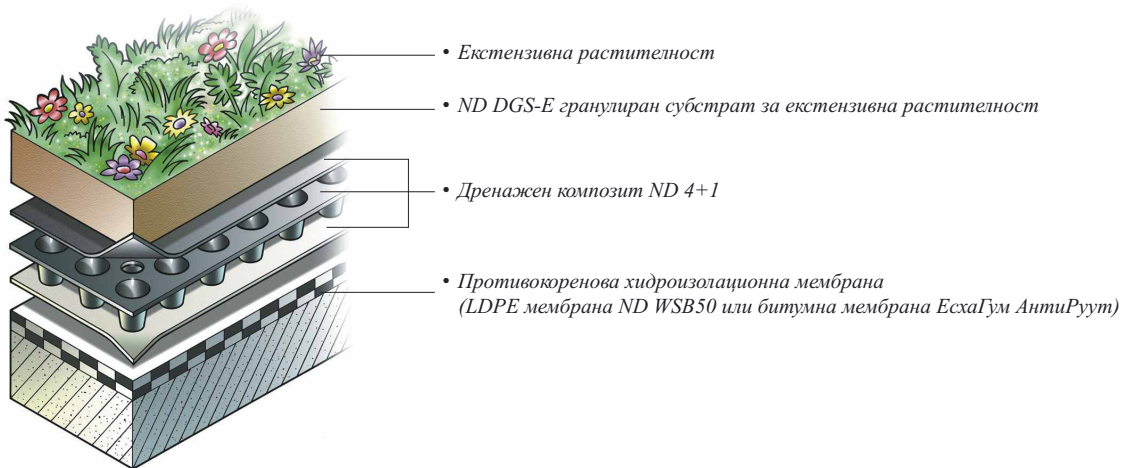 • Екстензивна растителност
• ND DGS-E гранулиран субстрат за екстензивна растителност
• Дренажен композит ND 4+1
• Противокоренова хидроизолационна мембрана
(LDPE мембрана ND WSB50 или битумна мембрана ЕсхаГум АнтиРуут)